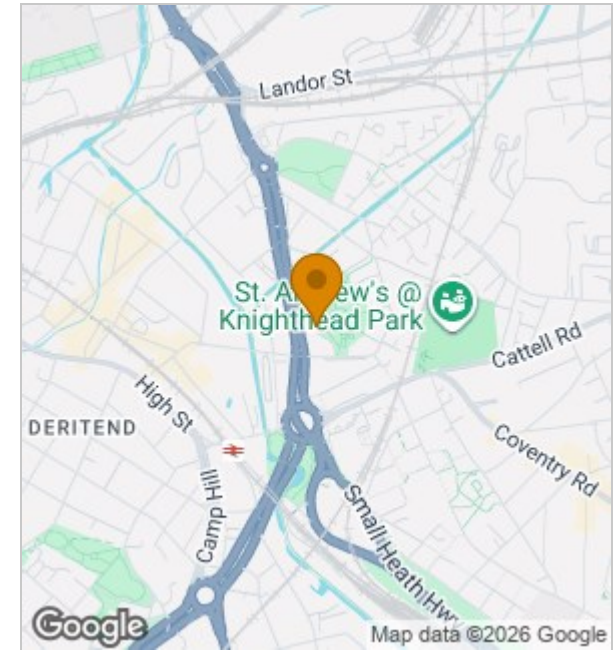 Landor St
St. Andrew's @
Knighthead Park
Cattell Rd
High St
DERITEND
Coventry Rd
Camp Hill
Small Heath Hwy
Google
Map data ©2026 Google